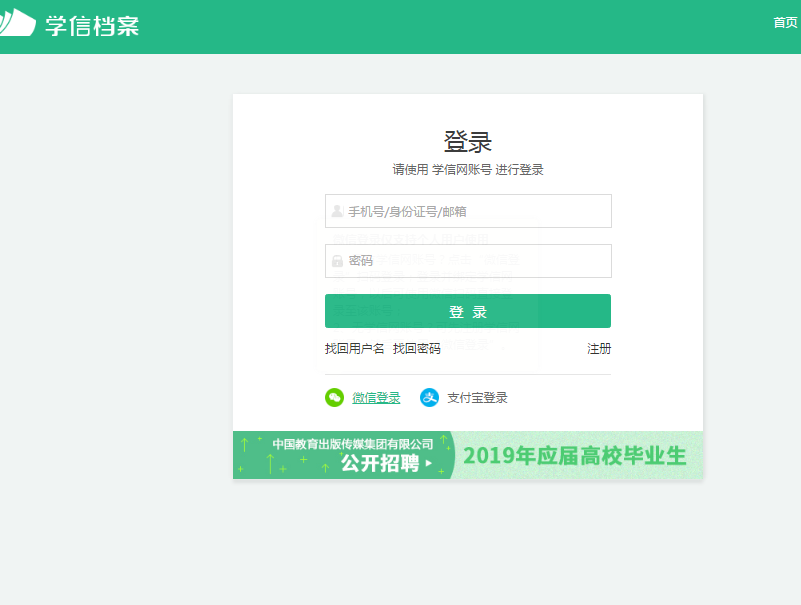 学信档案
首页
登录
请使用 学信网账号 进行登录
手机号/身份证号/邮箱
密码
登 录
找回用户名 找回密码 注册
微信登录 支付宝登录
中国教育出版传媒集团有限公司
公开招聘
2019年应届高校毕业生